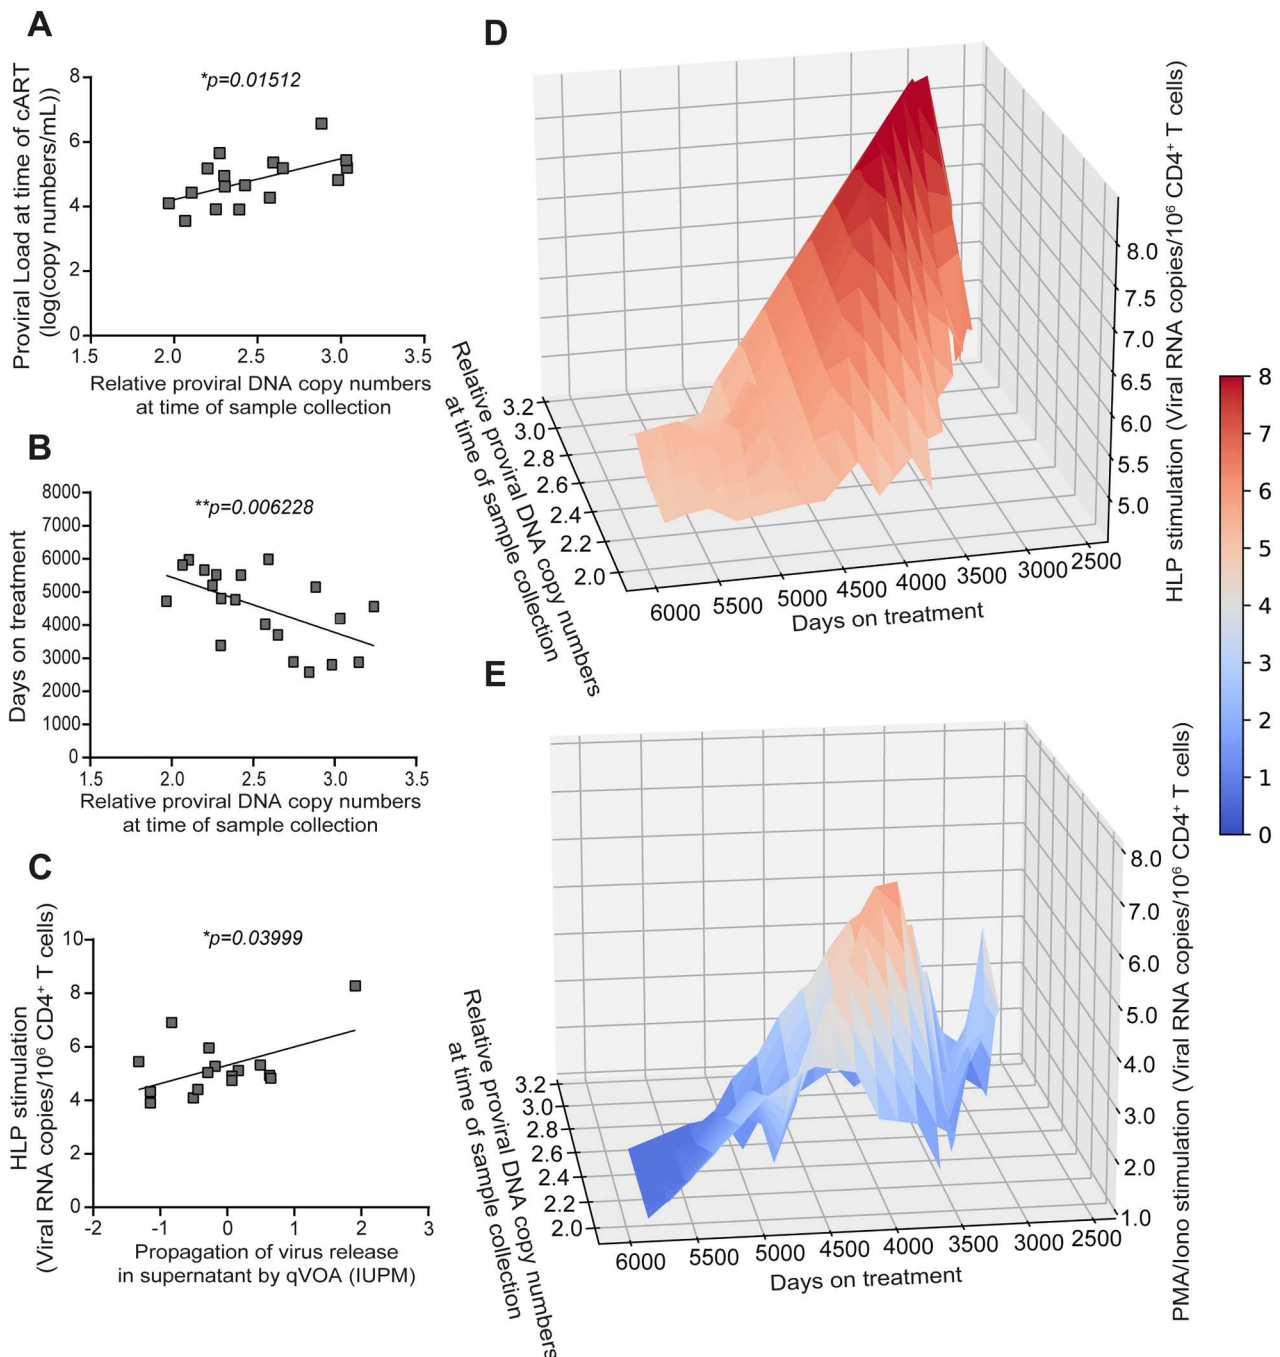 A
*p=0.01512
Proviral Load at time of cART
(log(copy numbers/mL))
8
6
4
2
0
1.5 2.0 2.5 3.0 3.5
Relative proviral DNA copy numbers
at time of sample collection
B
**p=0.006228
Days on treatment
8000
7000
6000
5000
4000
3000
2000
1000
0
1.5 2.0 2.5 3.0 3.5
Relative proviral DNA copy numbers
at time of sample collection
C
*p=0.03999
HLP stimulation
(Viral RNA copies/10⁶ CD4⁺ T cells)
10
8
6
4
2
0
-2 -1 0 1 2 3
Propagation of virus release
in supernatant by qVOA (IUPM)
D
HLP stimulation (Viral RNA copies/10⁶ CD4⁺ T cells)
8.0
7.5
7.0
6.5
6.0
5.5
5.0
3.2
3.0
2.8
2.6
2.4
2.2
2.0
Relative proviral DNA copy numbers
at time of sample collection
6000 5500 5000 4500 4000 3500 3000 2500
Days on treatment
8
7
6
5
4
3
2
1
0
E
PMA/Iono stimulation (Viral RNA copies/10⁶ CD4⁺ T cells)
8.0
7.0
6.0
5.0
4.0
3.0
2.0
1.0
3.2
3.0
2.8
2.6
2.4
2.2
2.0
Relative proviral DNA copy numbers
at time of sample collection
6000 5500 5000 4500 4000 3500 3000 2500
Days on treatment